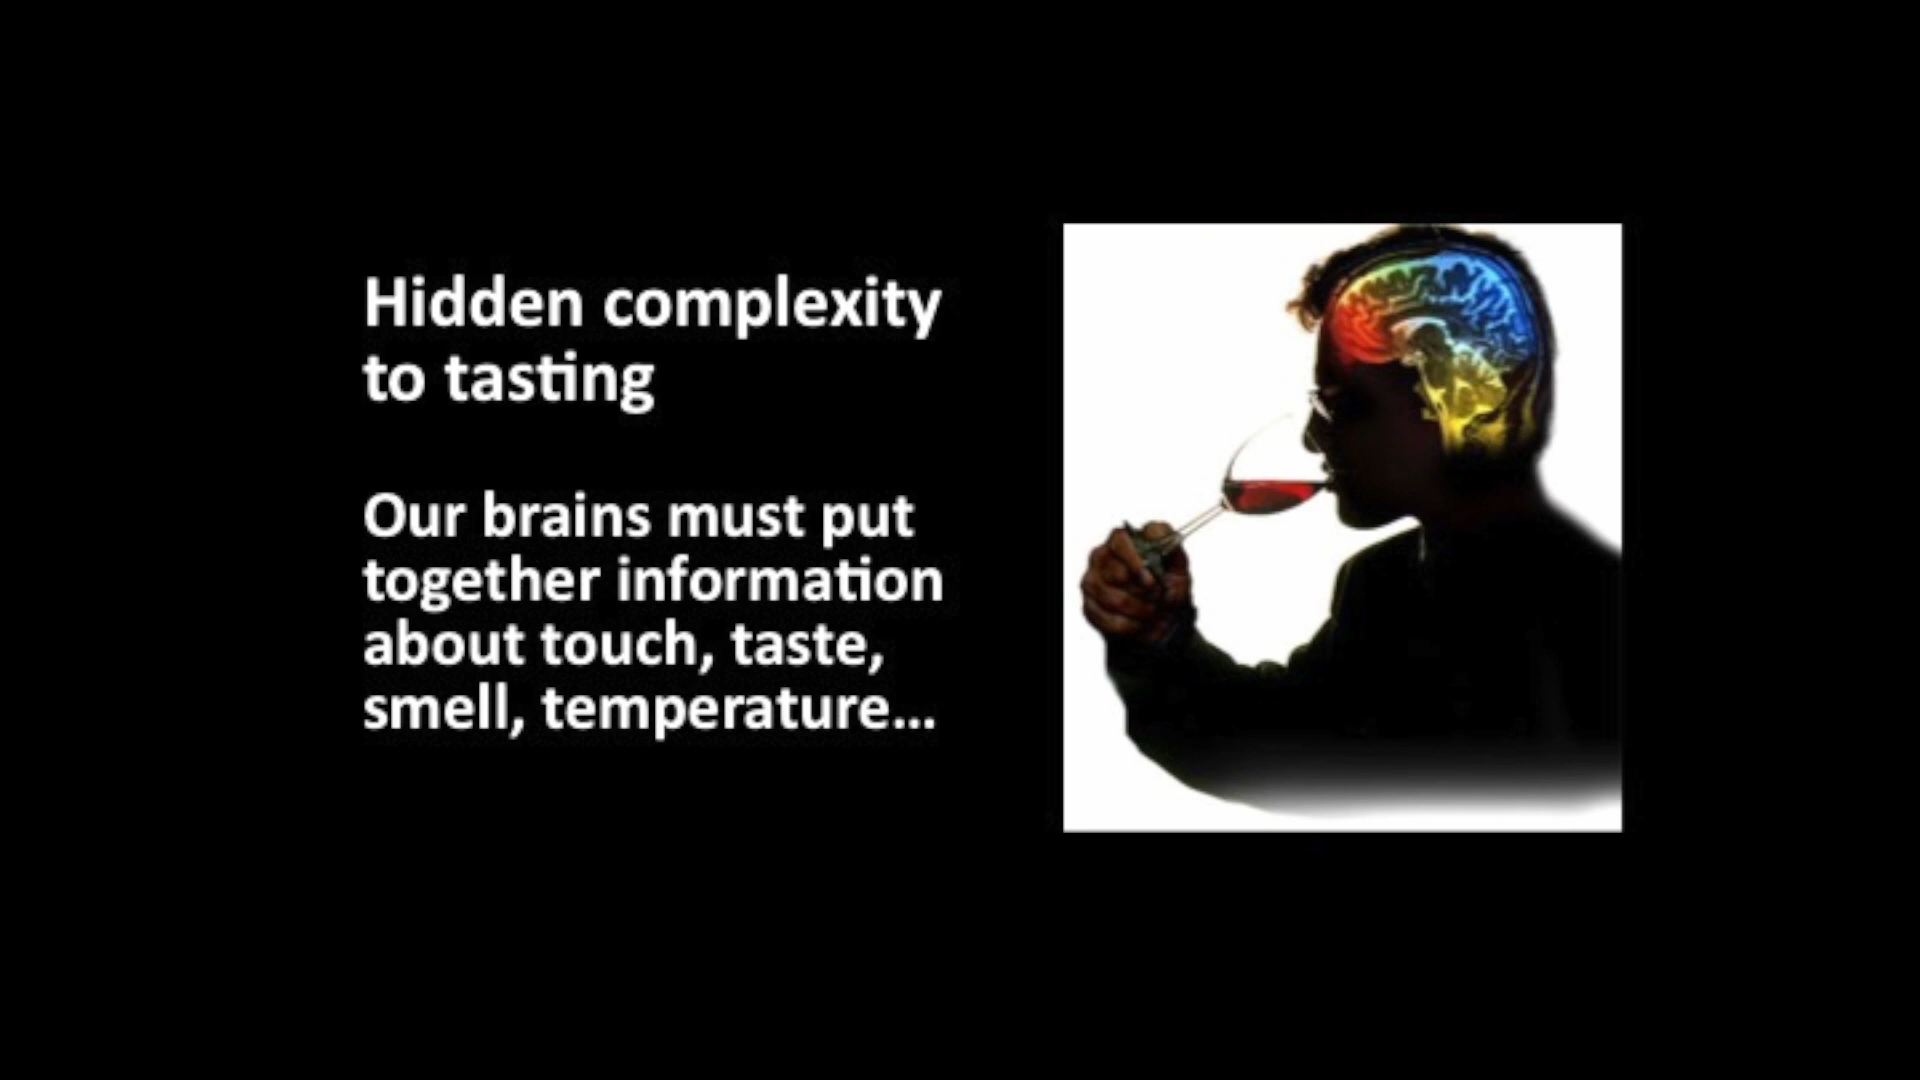 Hidden complexity
to tasting
Our brains must put
together information
about touch, taste,
smell, temperature...